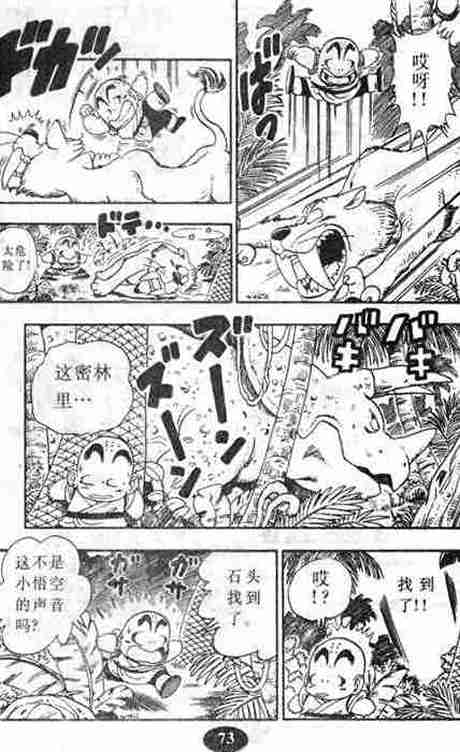 哎呀!!
ばっ
ドカッ
ドテ…
太危
险了!
バキ
バキ
ズーン
ズーン
这密林
里…
找到
了!!
哎
!?
石头
找到
了。
ガサ
ガサ
这不是
小悟空
的声音
吗?
73